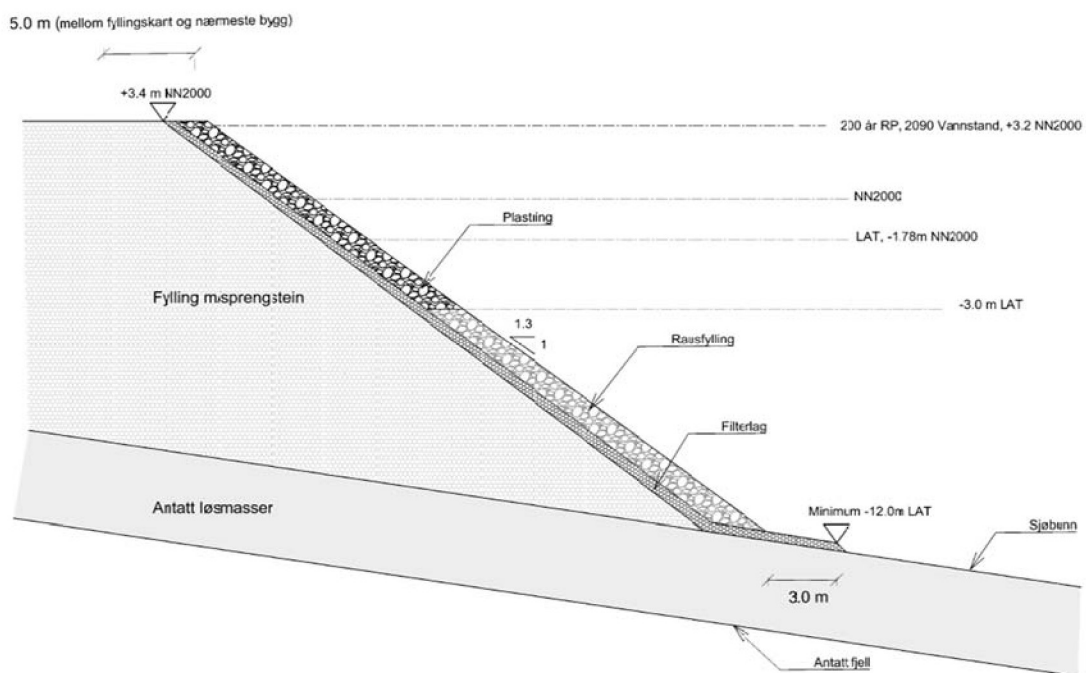 5.0 m (mellom fyllingskart og nærmeste bygg)
+3.4 m NN2000
200 år RP, 2090 Vannstand, +3.2 NN2000
NN2000
Plastring
LAT, -1.78m NN2000
Fylling m/sprengstein
-3.0 m LAT
1.3
1
Rausfylling
Filterlag
Antatt løsmasser
Minimum -12.0m LAT
Sjøbunn
3.0 m
Antatt fjell